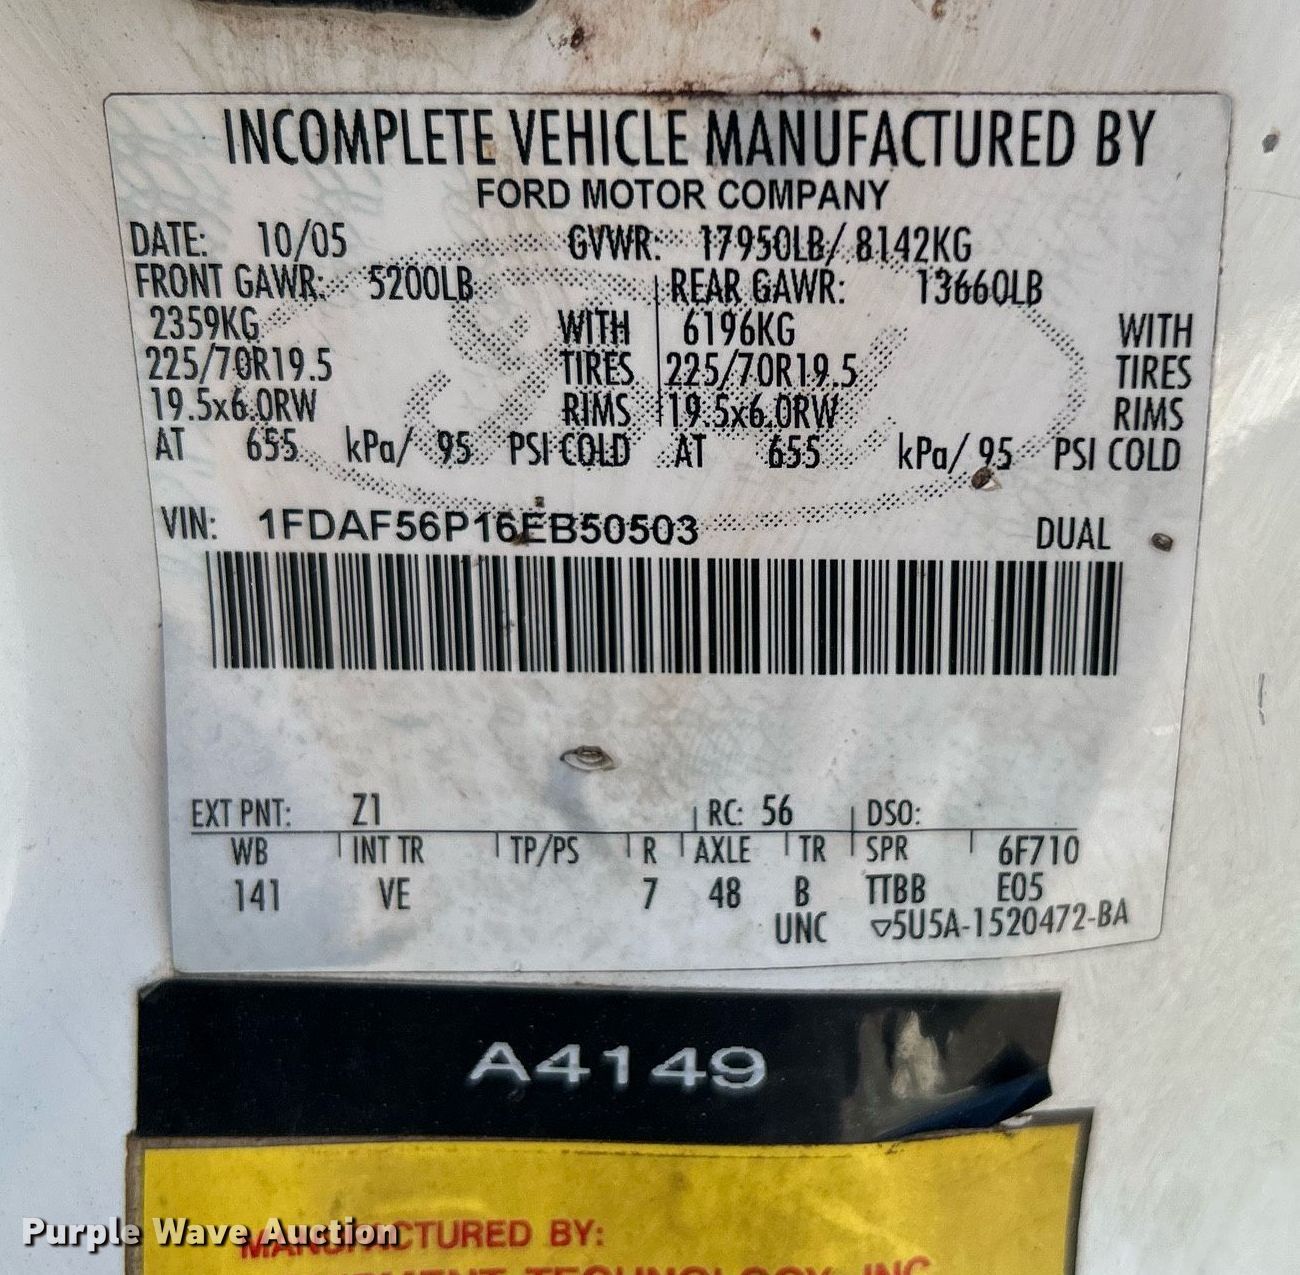 INCOMPLETE VEHICLE MANUFACTURED BY
FORD MOTOR COMPANY
DATE: 10/05 GVWR: 17950LB/ 8142KG
FRONT GAWR: 5200LB REAR GAWR: 13660LB
2359KG WITH 6196KG WITH
225/70R19.5 TIRES 225/70R19.5 TIRES
19.5x6.0RW RIMS 19.5x6.0RW RIMS
AT 655 kPa/ 95 PSI COLD AT 655 kPa/ 95 PSI COLD
VIN: 1FDAF56P16EB50503 DUAL
EXT PNT: Z1 RC: 56 DSO:
WB INT TR TP/PS R AXLE TR SPR 6F710
141 VE 7 48 B TTBB E05
UNC ▽5U5A-1520472-BA
A4149
MANUFACTURED BY:
TECHNOLOGY, INC
Purple Wave Auction